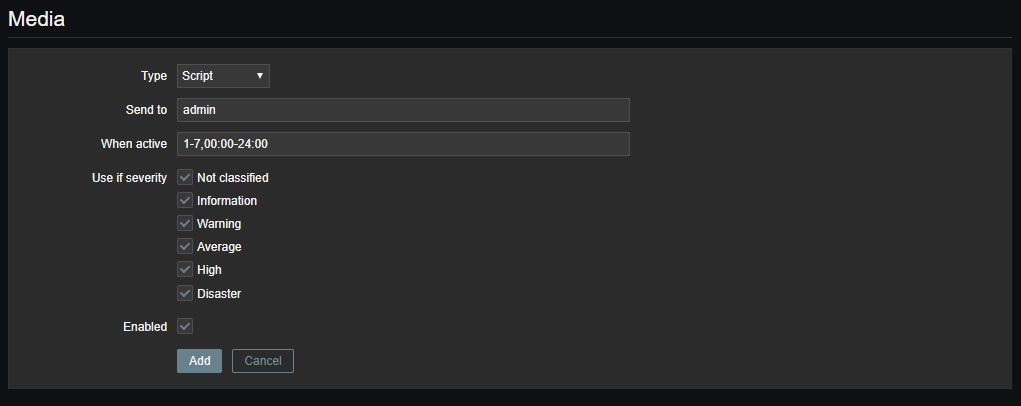 Media
Type Script
Send to admin
When active 1-7,00:00-24:00
Use if severity Not classified
Information
Warning
Average
High
Disaster
Enabled
Add Cancel